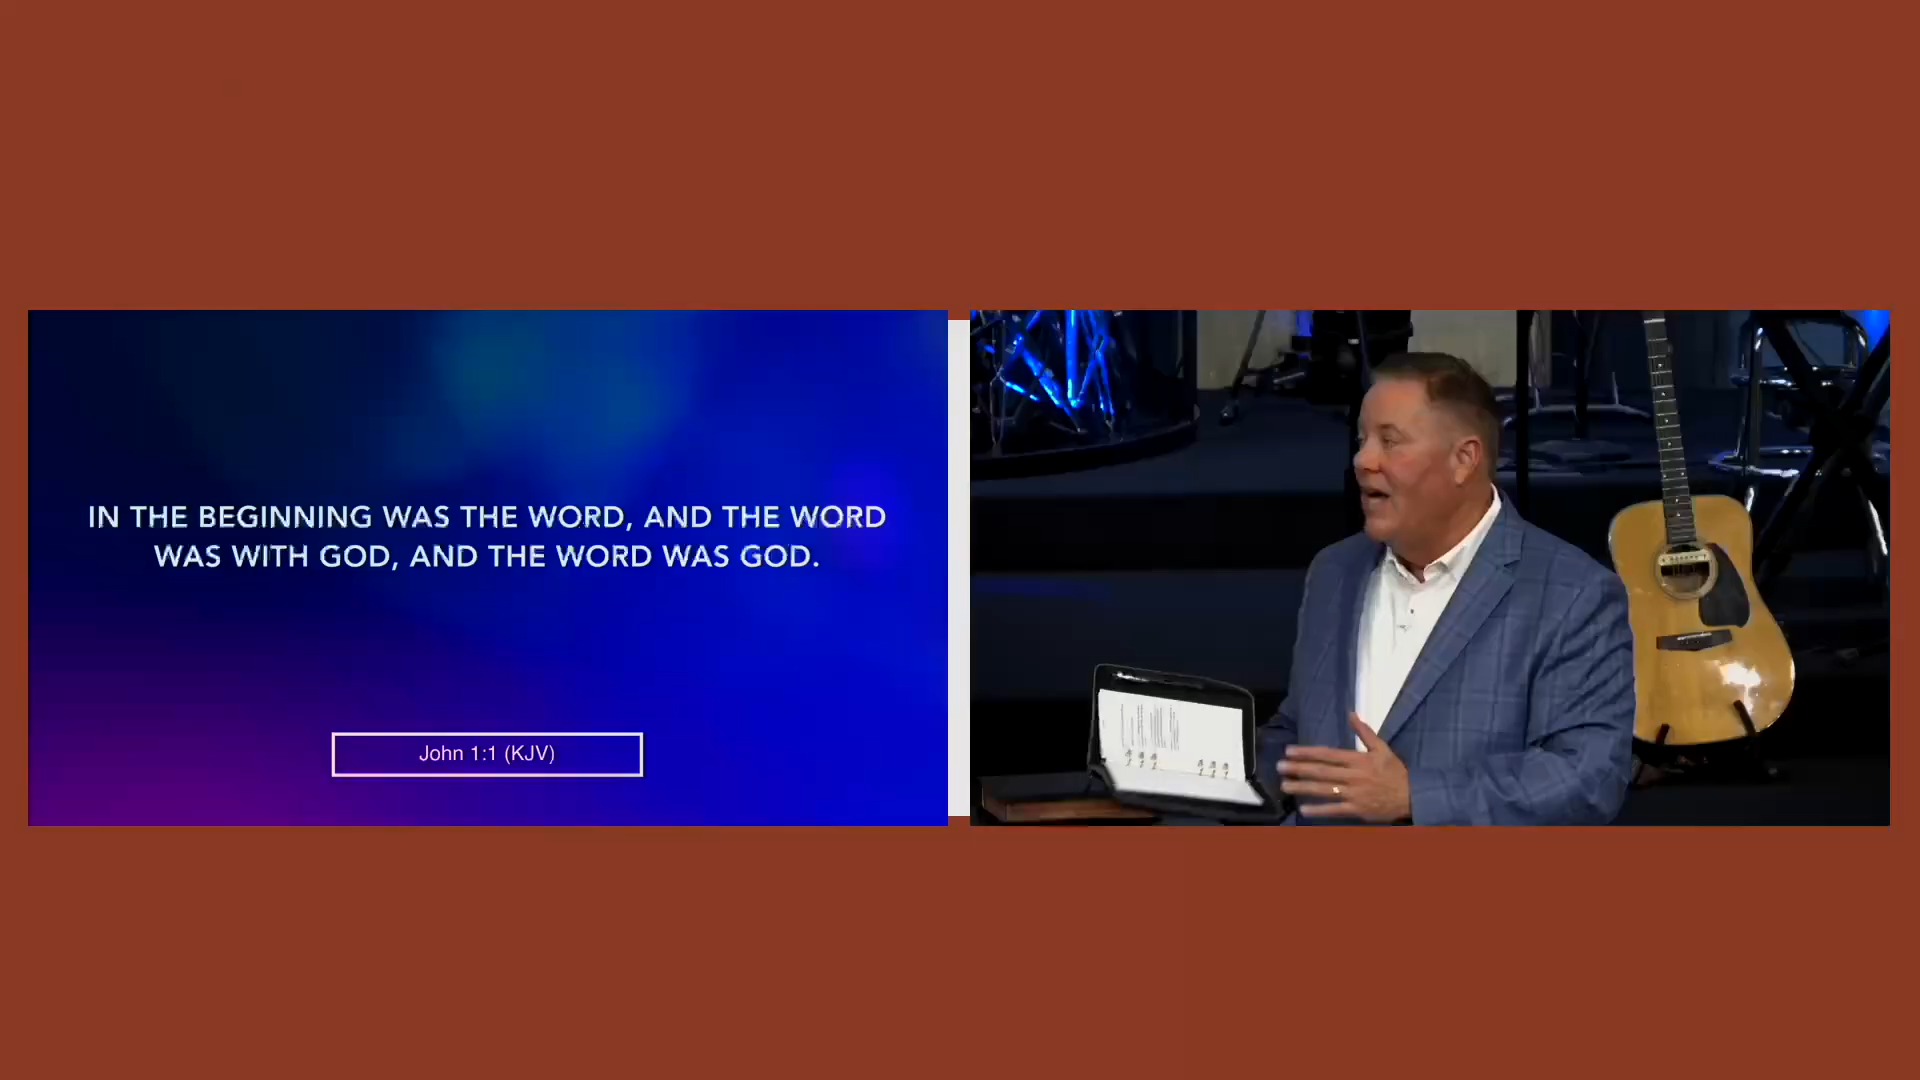 IN THE BEGINNING WAS THE WORD, AND THE WORD
WAS WITH GOD, AND THE WORD WAS GOD.
John 1:1 (KJV)